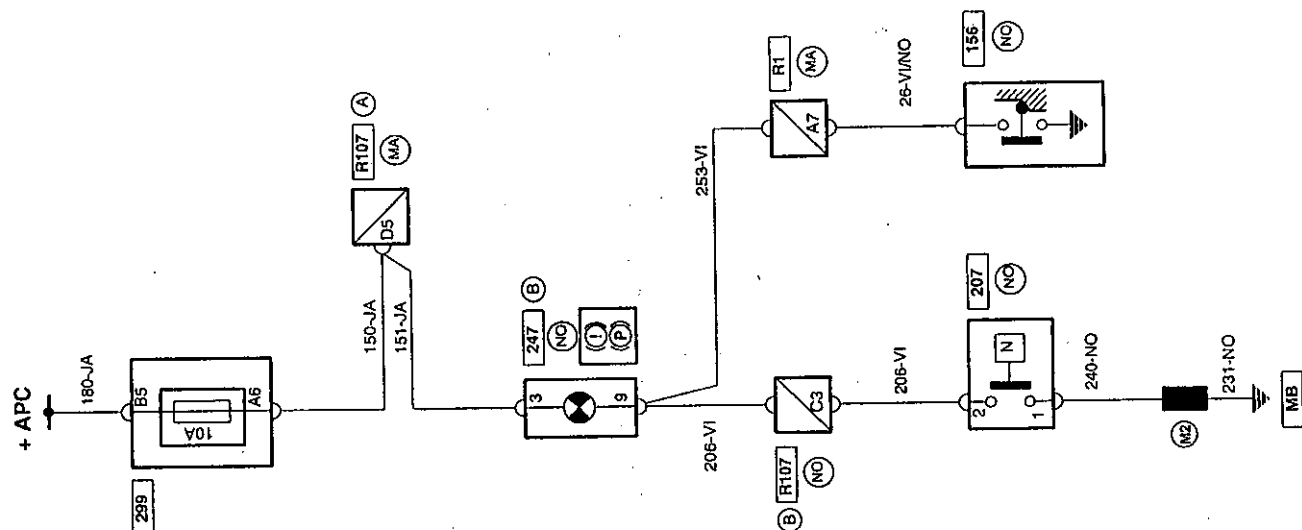 + APC
180-JA
299
B5
10A
A6
150-JA
151-JA
R107
A
MA
D5
247
B
NO
3
9
(!)
(P)
206-VI
253-VI
B
R107
NO
C3
206-VI
207
NO
2
N
1
240-NO
M2
231-NO
MB
R1
MA
A7
26-VI/NO
156
NO